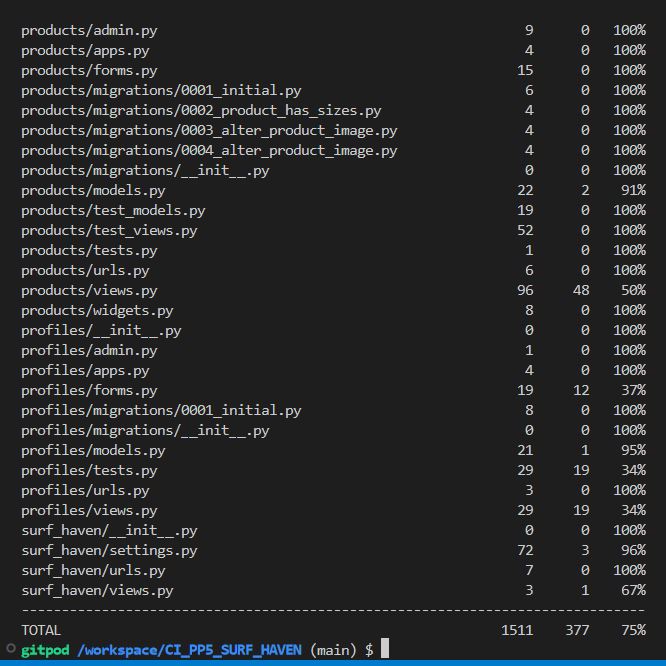 products/admin.py 9 0 100%
products/apps.py 4 0 100%
products/forms.py 15 0 100%
products/migrations/0001_initial.py 6 0 100%
products/migrations/0002_product_has_sizes.py 4 0 100%
products/migrations/0003_alter_product_image.py 4 0 100%
products/migrations/0004_alter_product_image.py 4 0 100%
products/migrations/__init__.py 0 0 100%
products/models.py 22 2 91%
products/test_models.py 19 0 100%
products/test_views.py 52 0 100%
products/tests.py 1 0 100%
products/urls.py 6 0 100%
products/views.py 96 48 50%
products/widgets.py 8 0 100%
profiles/__init__.py 0 0 100%
profiles/admin.py 1 0 100%
profiles/apps.py 4 0 100%
profiles/forms.py 19 12 37%
profiles/migrations/0001_initial.py 8 0 100%
profiles/migrations/__init__.py 0 0 100%
profiles/models.py 21 1 95%
profiles/tests.py 29 19 34%
profiles/urls.py 3 0 100%
profiles/views.py 29 19 34%
surf_haven/__init__.py 0 0 100%
surf_haven/settings.py 72 3 96%
surf_haven/urls.py 7 0 100%
surf_haven/views.py 3 1 67%
-------------------------------------------------------------------------------
TOTAL 1511 377 75%
gitpod /workspace/CI_PP5_SURF_HAVEN (main) $